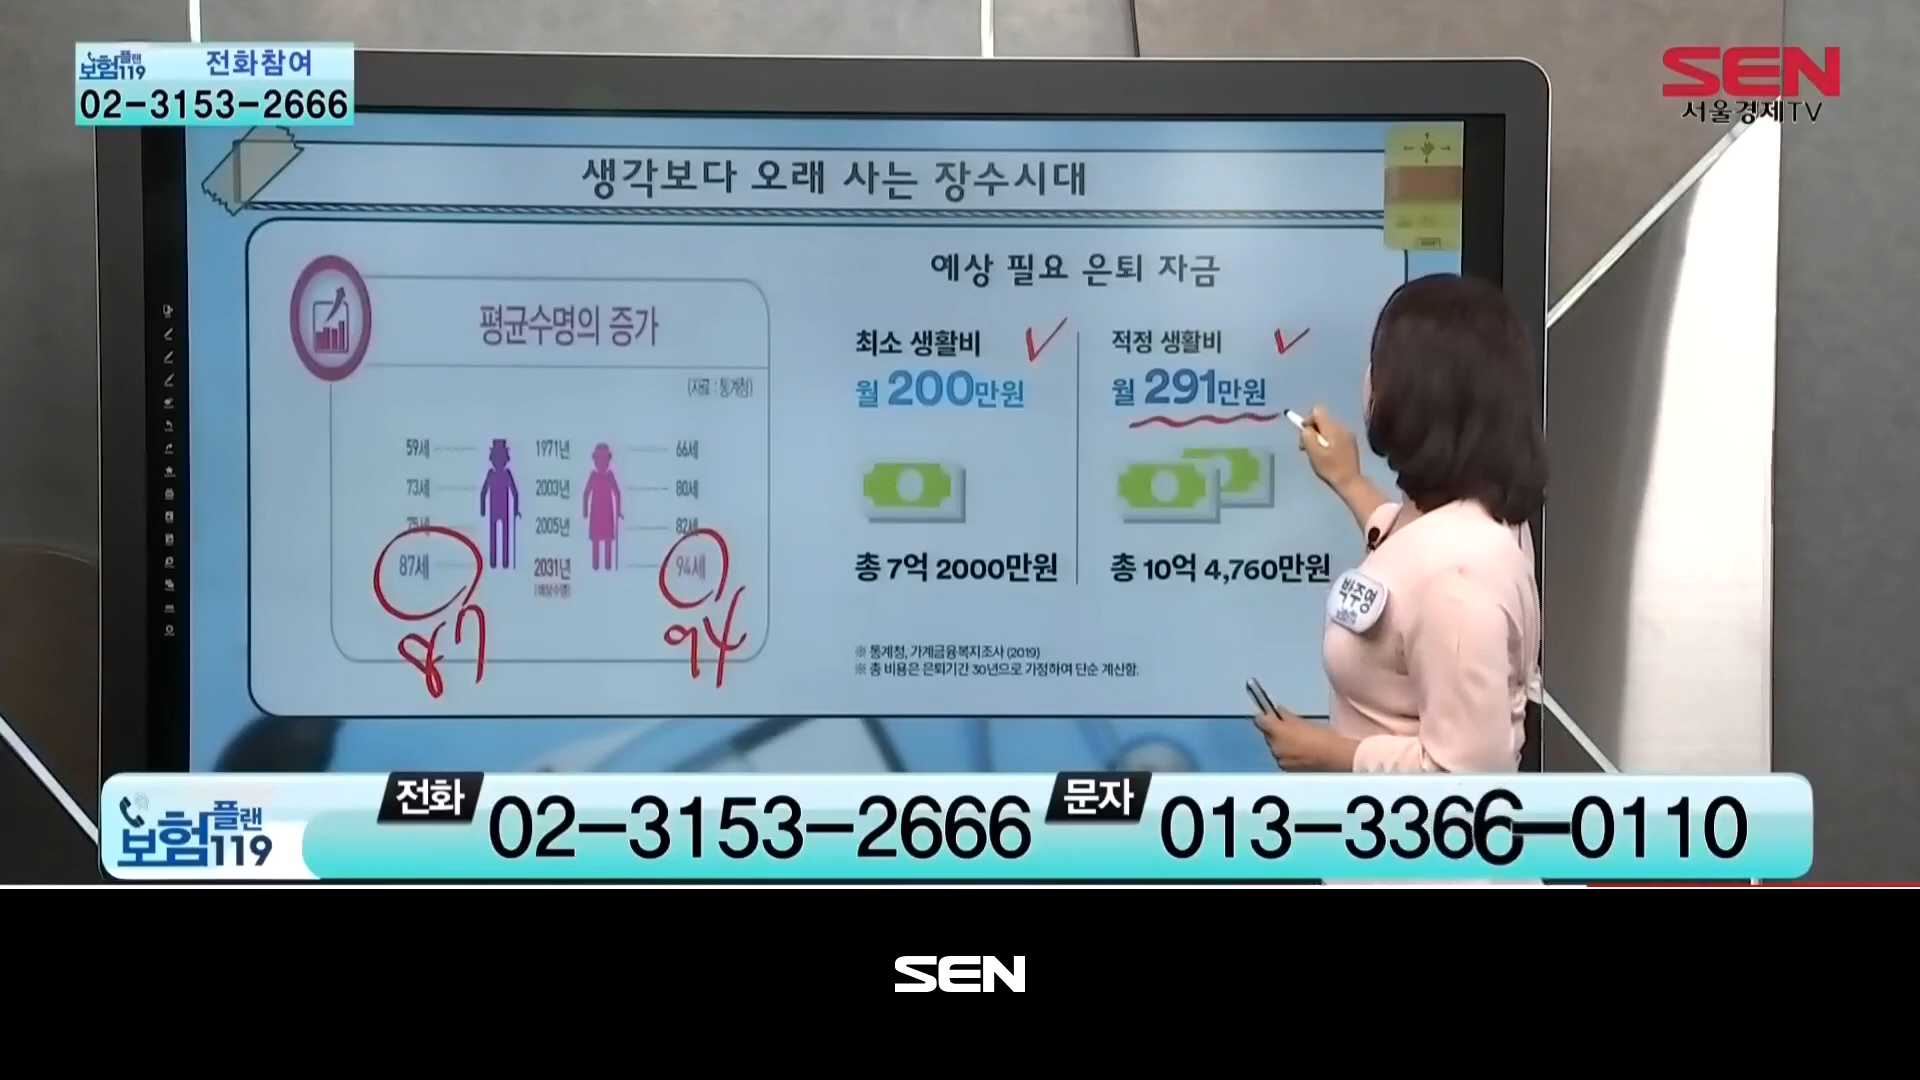 보험플랜119 전화참여
02-3153-2666
SEN
서울경제TV
생각보다 오래 사는 장수시대
평균수명의 증가
(자료 : 통계청)
59세 1971년 66세
73세 2003년 80세
75세 2005년 82세
87세 2031년 94세
(예상수명)
87 94
예상 필요 은퇴 자금
최소 생활비
월 200만원
총 7억 2000만원
적정 생활비
월 291만원
총 10억 4,760만원
※ 통계청, 가계금융복지조사 (2019)
※ 총 비용은 은퇴기간 30년으로 가정하여 단순 계산함.
박주영
보험플랜119
전화 02-3153-2666 문자 013-3366-0110
SEN